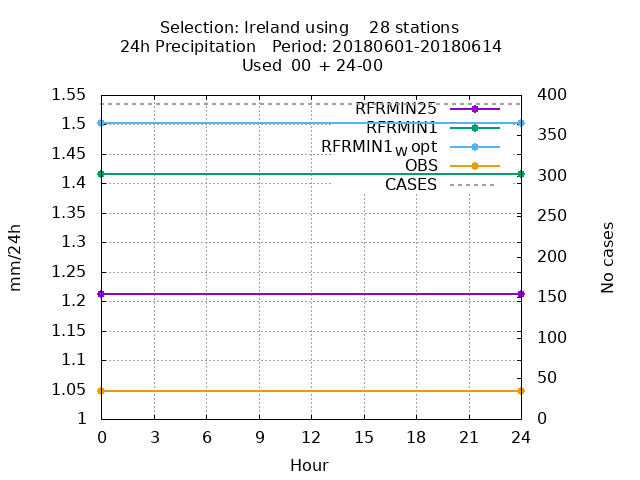 Selection: Ireland using 28 stations
24h Precipitation Period: 20180601-20180614
Used 00 + 24-00
1.55
1.5
1.45
1.4
1.35
1.3
1.25
1.2
1.15
1.1
1.05
1
mm/24h
RFRMIN25
RFRMIN1
RFRMIN1w opt
OBS
CASES
400
350
300
250
200
150
100
50
0
No cases
0 3 6 9 12 15 18 21 24
Hour